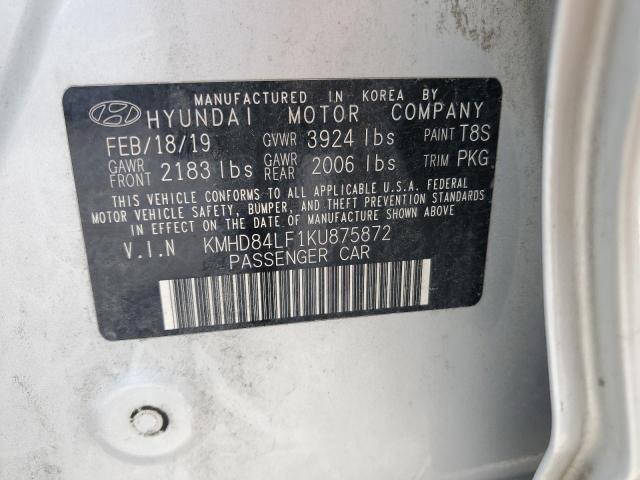 MANUFACTURED IN KOREA BY
HYUNDAI MOTOR COMPANY
FEB/18/19 GVWR 3924 lbs PAINT T8S
GAWR FRONT 2183 lbs GAWR REAR 2006 lbs TRIM PKG
THIS VEHICLE CONFORMS TO ALL APPLICABLE U.S.A. FEDERAL
MOTOR VEHICLE SAFETY, BUMPER, AND THEFT PREVENTION STANDARDS
IN EFFECT ON THE DATE OF MANUFACTURE SHOWN ABOVE.
V.I.N KMHD84LF1KU875872
PASSENGER CAR